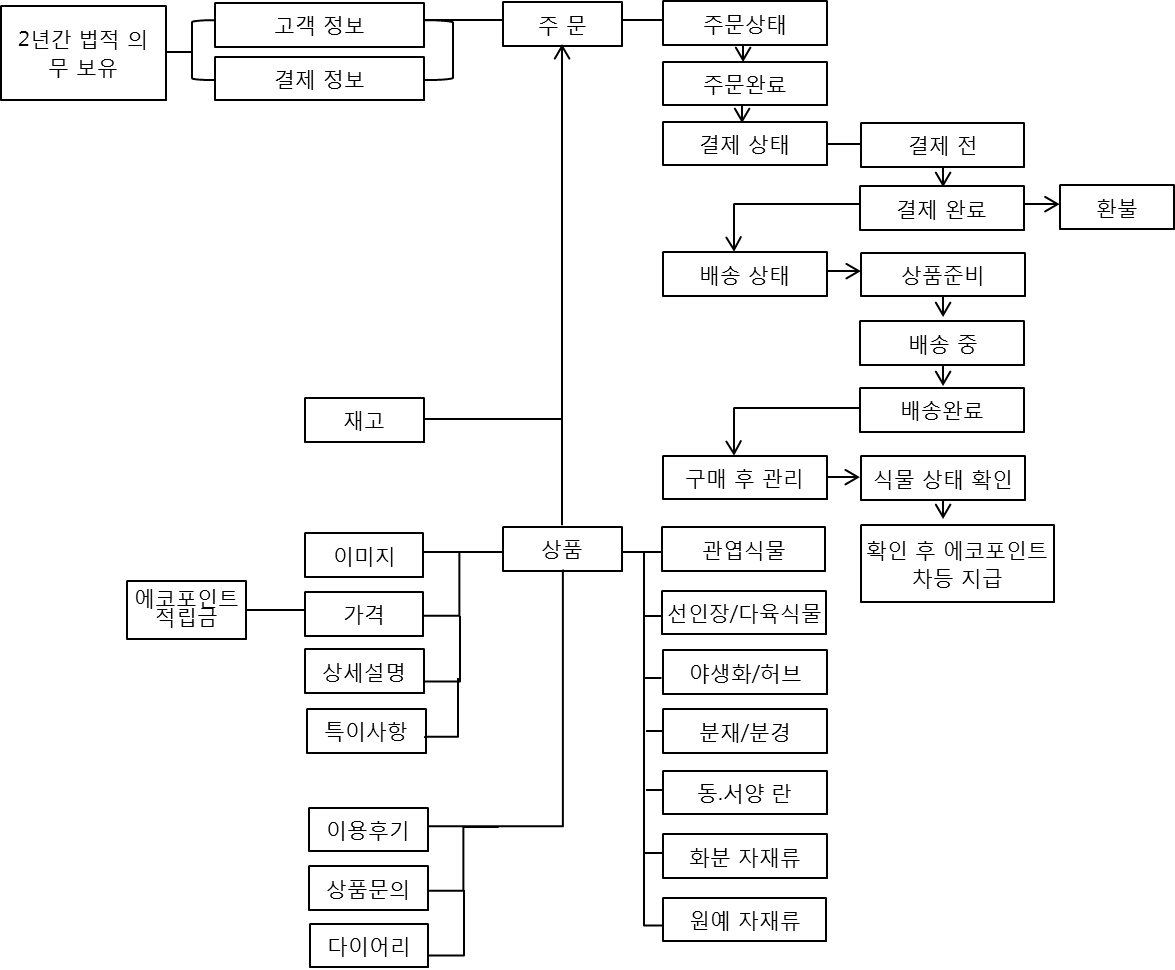 2년간 법적 의
무 보유
고객 정보
결제 정보
주 문
주문상태
주문완료
결제 상태
결제 전
결제 완료
환불
배송 상태
상품준비
배송 중
배송완료
재고
구매 후 관리
식물 상태 확인
확인 후 에코포인트
차등 지급
상품
이미지
가격
에코포인트
적립금
상세설명
특이사항
관엽식물
선인장/다육식물
야생화/허브
분재/분경
동.서양 란
화분 자재류
원예 자재류
이용후기
상품문의
다이어리